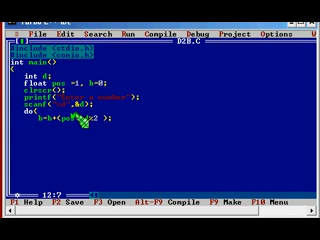 File Edit Search Run Compile Debug Project Options
D2B.C
#include <stdio.h>
#include <conio.h>
int main()
{
int d;
float pos =1, b=0;
clrscr();
printf("Enter a number");
scanf("%d",&d);
do{
b=b+(pos d%2 );
12:7
F1 Help F2 Save F3 Open Alt-F9 Compile F9 Make F10 Menu